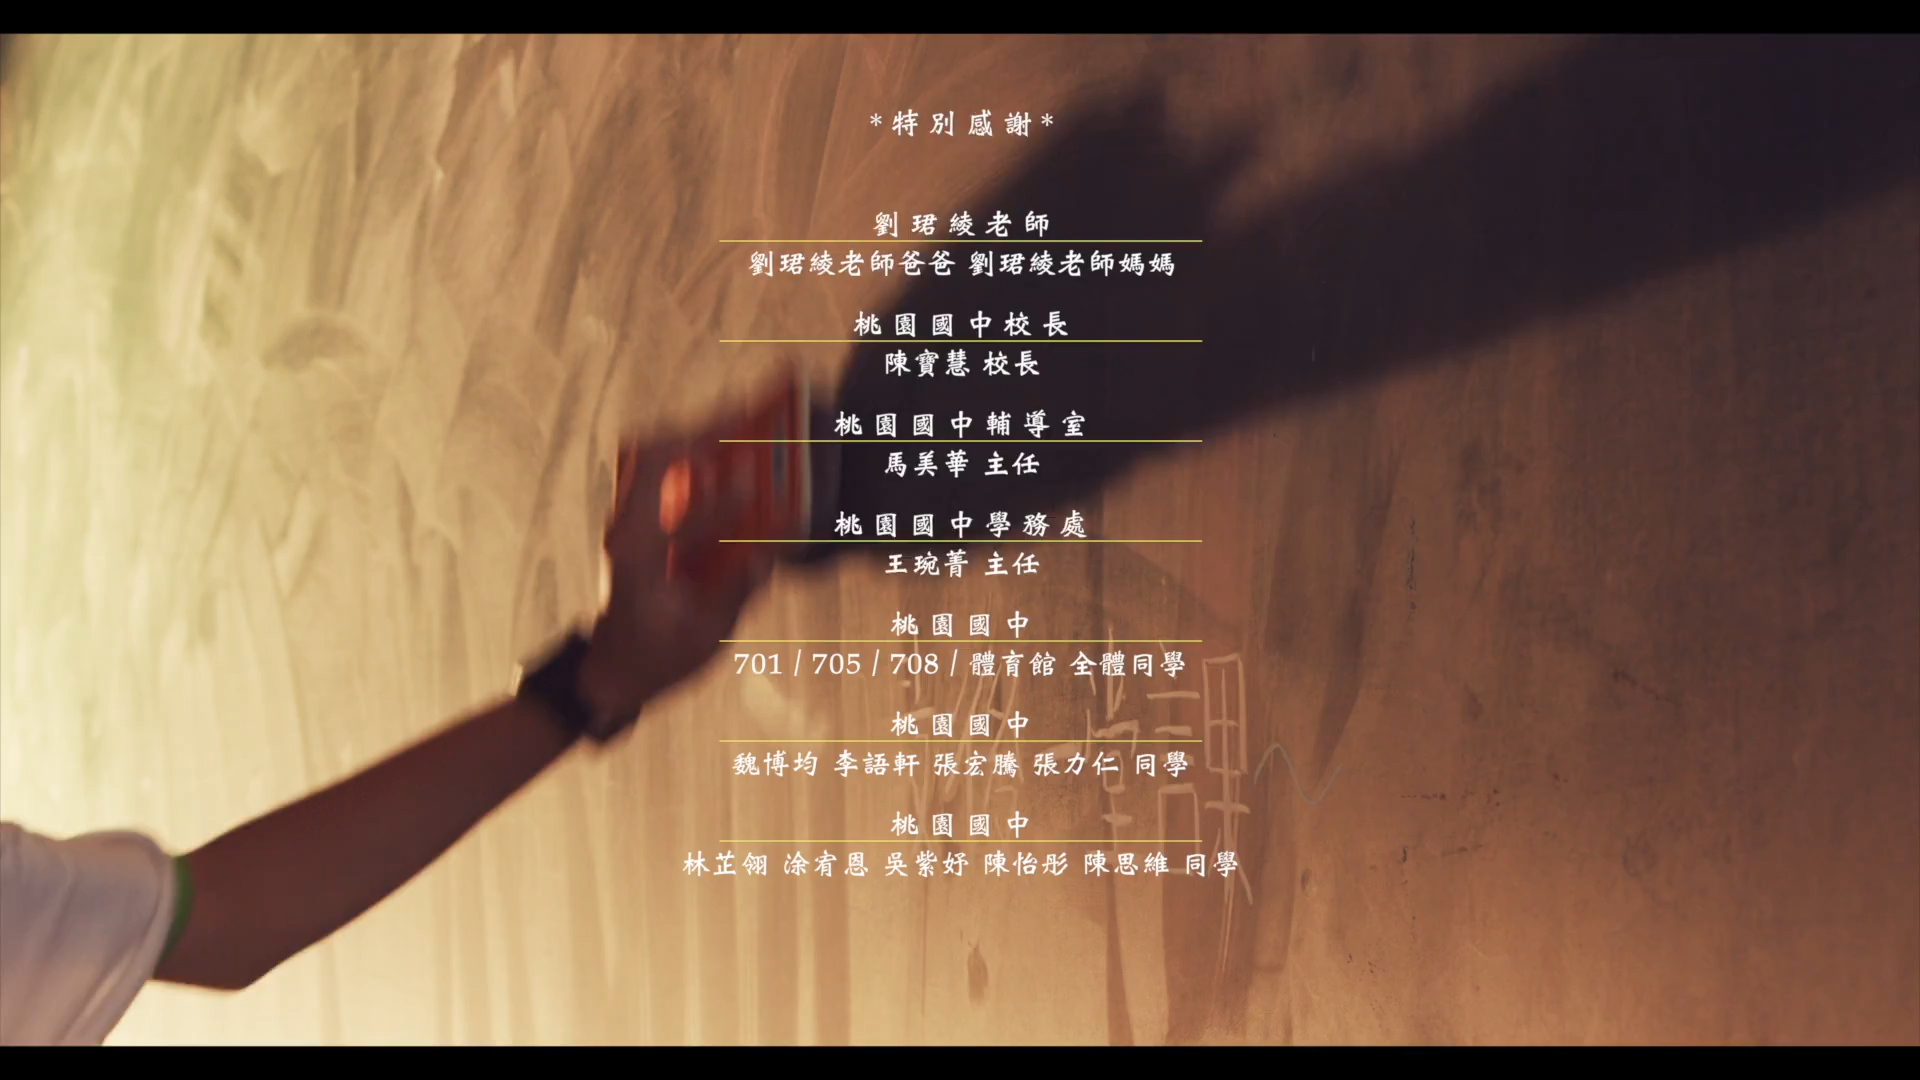 *特別感謝*
劉珺綾老師
劉珺綾老師爸爸 劉珺綾老師媽媽
桃園國中校長
陳寶慧 校長
桃園國中輔導室
馬美華 主任
桃園國中學務處
王琬菁 主任
桃園國中
701 / 705 / 708 / 體育館 全體同學
桃園國中
魏博均 李語軒 張宏騰 張力仁 同學
桃園國中
林芷翎 涂宥恩 吳紫妤 陳怡彤 陳思維 同學